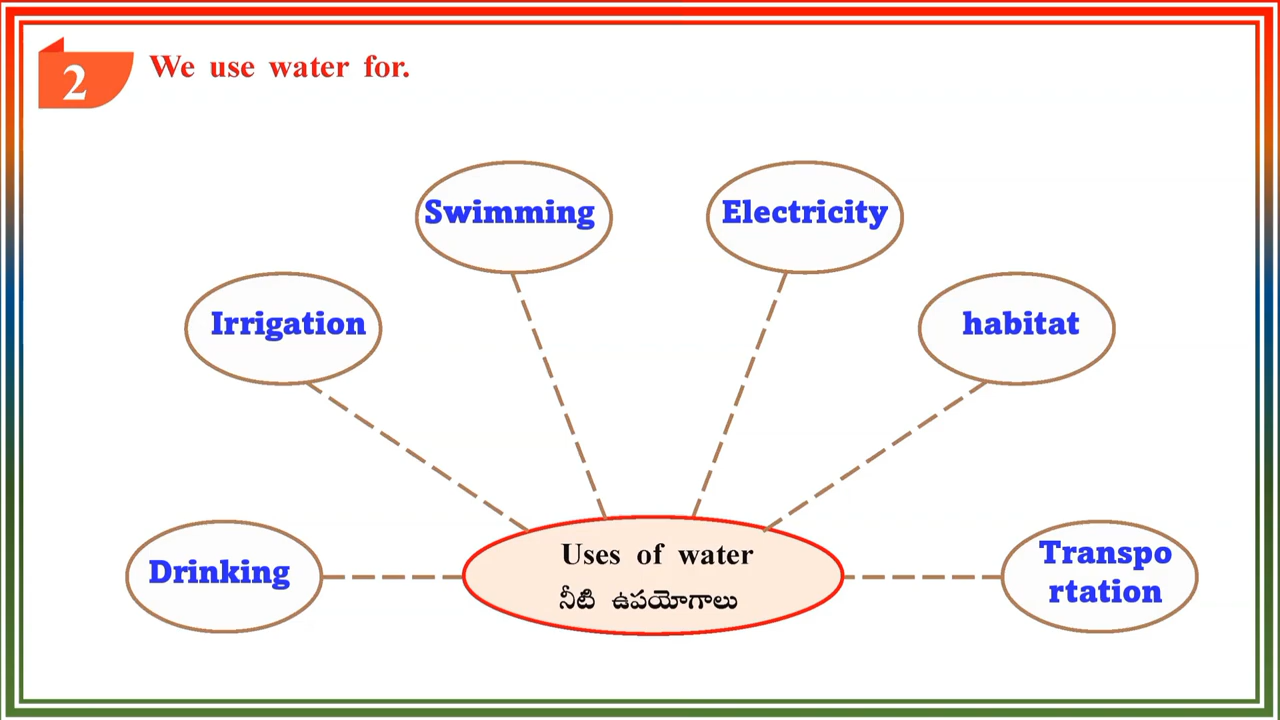 2
We use water for.
Swimming
Electricity
Irrigation
habitat
Drinking
Uses of water
నీటి ఉపయోగాలు
Transpo
rtation